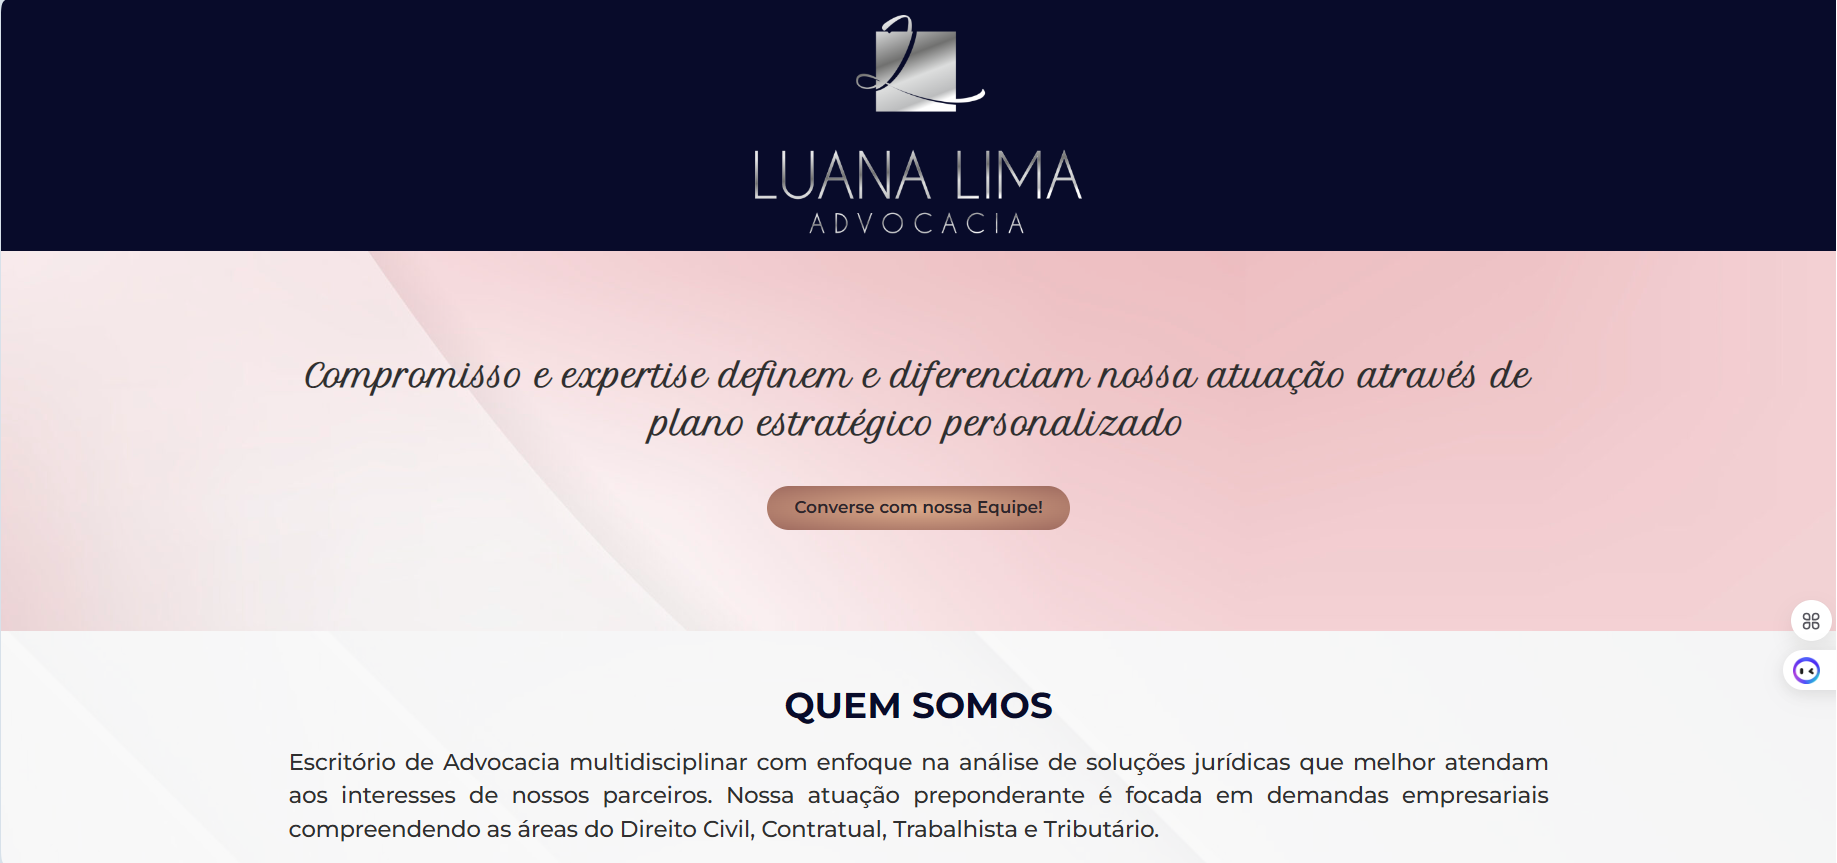 LUANA LIMA
ADVOCACIA
Compromisso e expertise definem e diferenciam nossa atuação através de
plano estratégico personalizado
Converse com nossa Equipe!
QUEM SOMOS
Escritório de Advocacia multidisciplinar com enfoque na análise de soluções jurídicas que melhor atendam
aos interesses de nossos parceiros. Nossa atuação preponderante é focada em demandas empresariais
compreendendo as áreas do Direito Civil, Contratual, Trabalhista e Tributário.